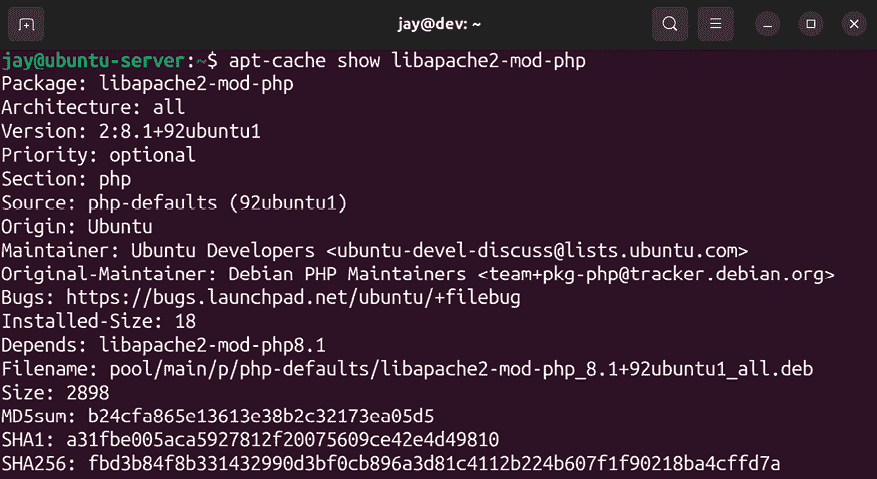 jay@dev: ~
jay@ubuntu-server:~$ apt-cache show libapache2-mod-php
Package: libapache2-mod-php
Architecture: all
Version: 2:8.1+92ubuntu1
Priority: optional
Section: php
Source: php-defaults (92ubuntu1)
Origin: Ubuntu
Maintainer: Ubuntu Developers <ubuntu-devel-discuss@lists.ubuntu.com>
Original-Maintainer: Debian PHP Maintainers <team+pkg-php@tracker.debian.org>
Bugs: https://bugs.launchpad.net/ubuntu/+filebug
Installed-Size: 18
Depends: libapache2-mod-php8.1
Filename: pool/main/p/php-defaults/libapache2-mod-php_8.1+92ubuntu1_all.deb
Size: 2898
MD5sum: b24cfa865e13613e38b2c32173ea05d5
SHA1: a31fbe005aca5927812f20075609ce42e4d49810
SHA256: fbd3b84f8b331432990d3bf0cb896a3d81c4112b224b607f1f90218ba4cffd7a